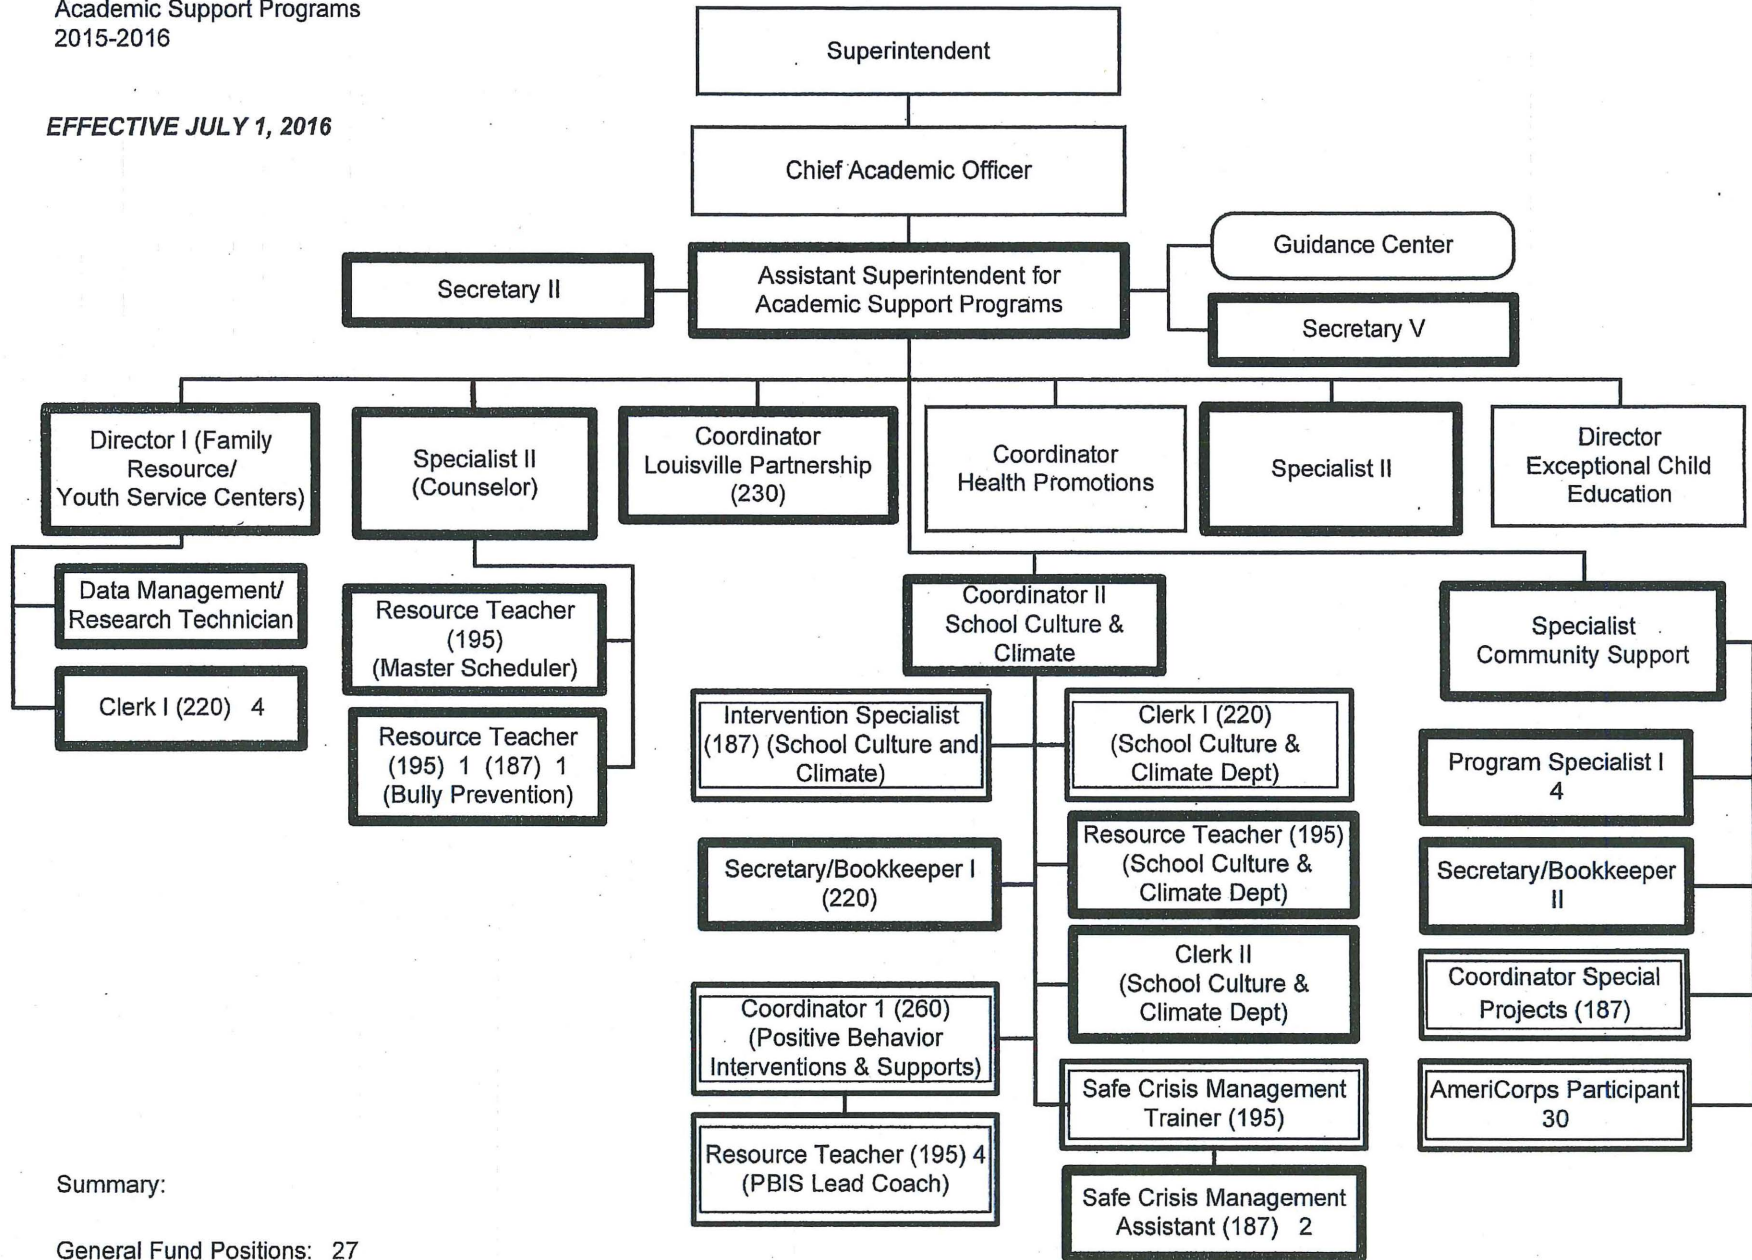 Academic Support Programs
2015-2016
EFFECTIVE JULY 1, 2016
Superintendent
Chief Academic Officer
Secretary II
Assistant Superintendent for
Academic Support Programs
Guidance Center
Secretary V
Director I (Family
Resource/
Youth Service Centers)
Specialist II
(Counselor)
Coordinator
Louisville Partnership
(230)
Coordinator
Health Promotions
Specialist II
Director
Exceptional Child
Education
Data Management/
Research Technician
Clerk I (220) 4
Resource Teacher
(195)
(Master Scheduler)
Resource Teacher
(195) 1 (187) 1
(Bully Prevention)
Coordinator II
School Culture &
Climate
Specialist
Community Support
Intervention Specialist
(187) (School Culture and
Climate)
Clerk I (220)
(School Culture &
Climate Dept)
Secretary/Bookkeeper I
(220)
Resource Teacher (195)
(School Culture &
Climate Dept)
Clerk II
(School Culture &
Climate Dept)
Coordinator 1 (260)
(Positive Behavior
Interventions & Supports)
Resource Teacher (195) 4
(PBIS Lead Coach)
Safe Crisis Management
Trainer (195)
Safe Crisis Management
Assistant (187) 2
Program Specialist I
4
Secretary/Bookkeeper
II
Coordinator Special
Projects (187)
AmeriCorps Participant
30
Summary:
General Fund Positions: 27